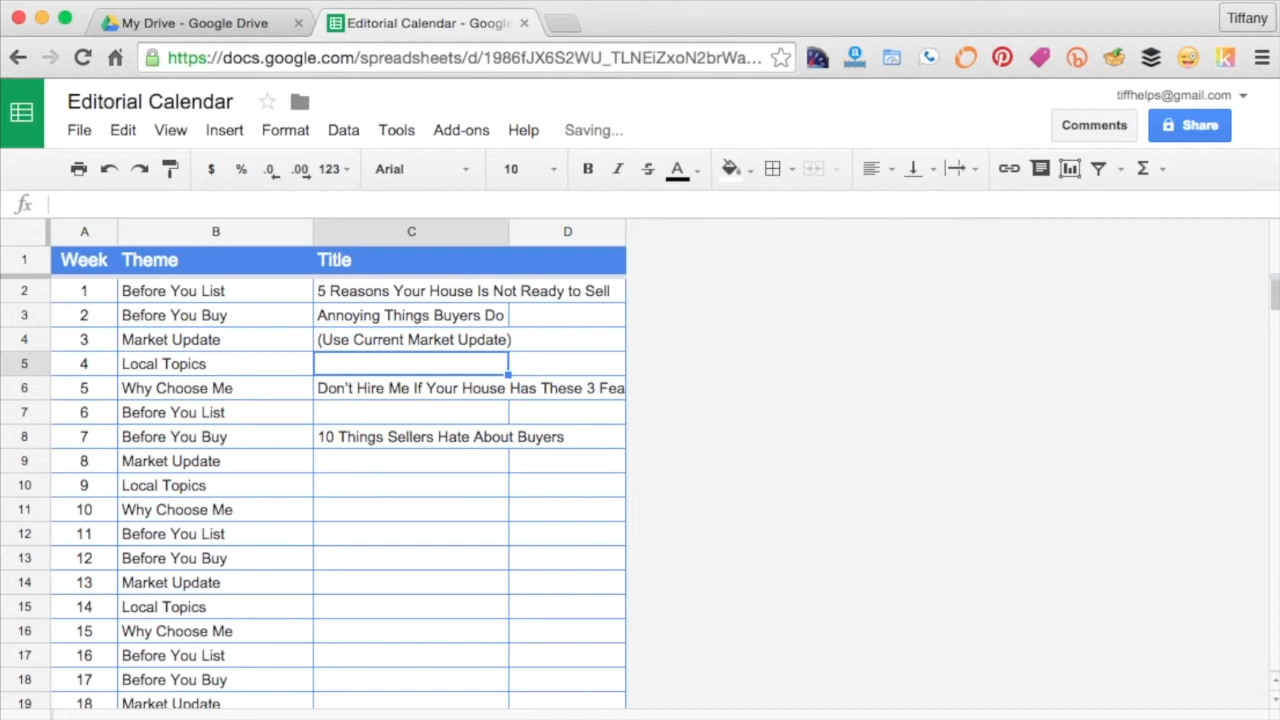 My Drive - Google Drive
Editorial Calendar - Google
Tiffany
https://docs.google.com/spreadsheets/d/1986fJX6S2WU_TLNEiZxoN2brWa...
Editorial Calendar
tiffhelps@gmail.com
File Edit View Insert Format Data Tools Add-ons Help Saving...
Comments Share
$ % .0 .00 123 Arial 10 B I S A Σ
fx
A B C D
1 Week Theme Title
2 1 Before You List 5 Reasons Your House Is Not Ready to Sell
3 2 Before You Buy Annoying Things Buyers Do
4 3 Market Update (Use Current Market Update)
5 4 Local Topics
6 5 Why Choose Me Don't Hire Me If Your House Has These 3 Fea
7 6 Before You List
8 7 Before You Buy 10 Things Sellers Hate About Buyers
9 8 Market Update
10 9 Local Topics
11 10 Why Choose Me
12 11 Before You List
13 12 Before You Buy
14 13 Market Update
15 14 Local Topics
16 15 Why Choose Me
17 16 Before You List
18 17 Before You Buy
19 18 Market Update